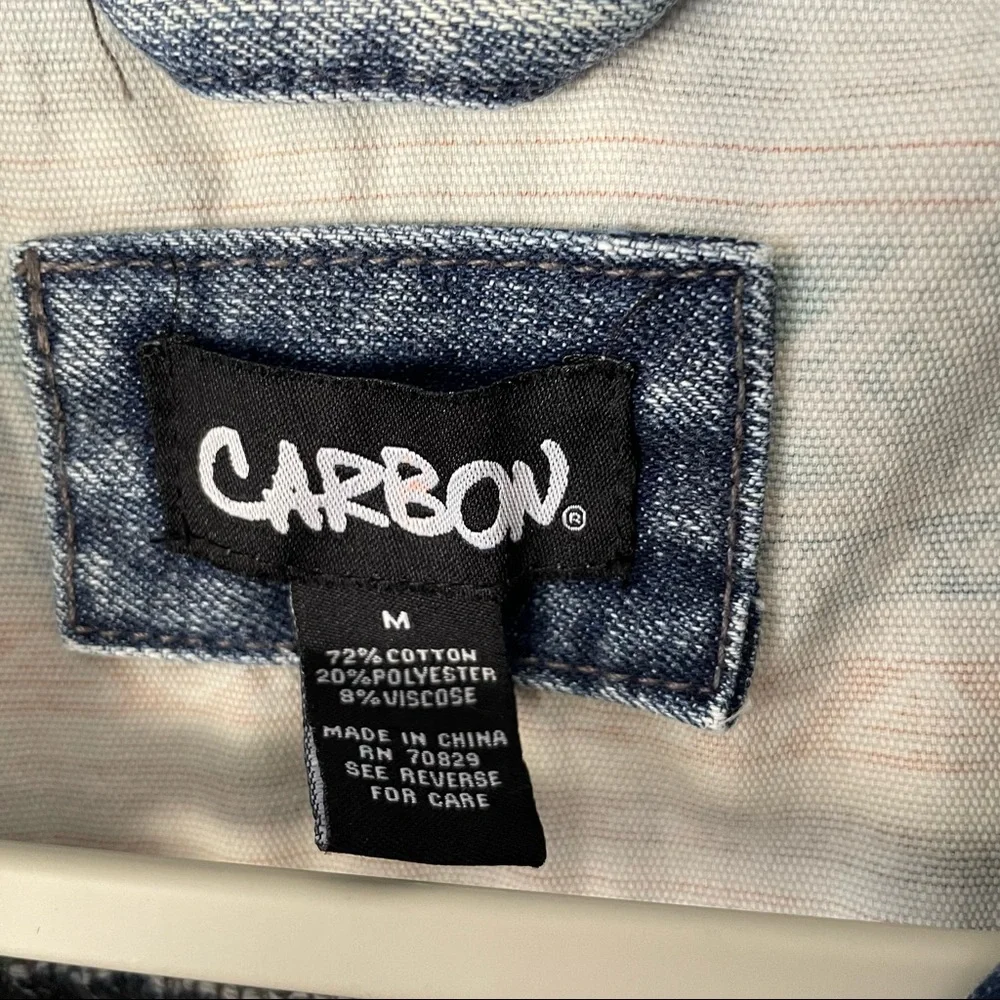 CARBON®
M
72% COTTON
20% POLYESTER
8% VISCOSE
MADE IN CHINA
RN 70829
SEE REVERSE
FOR CARE